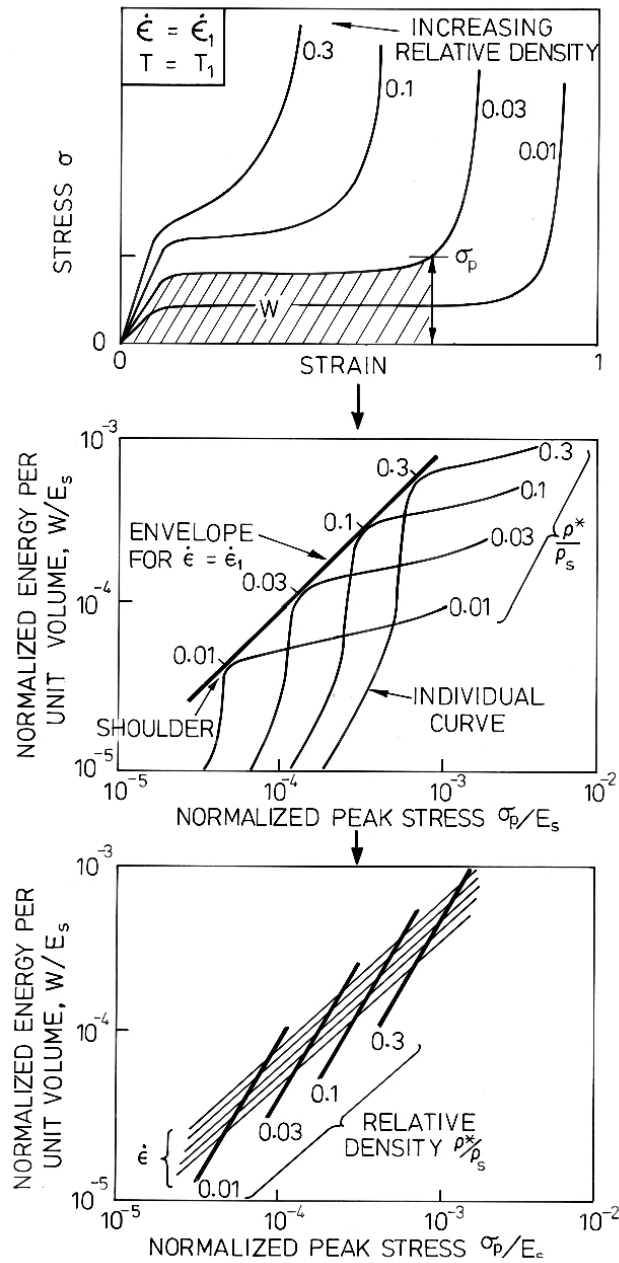 ε̇ = ε̇₁
T = T₁
INCREASING
RELATIVE DENSITY
0.3
0.1
0.03
0.01
STRESS σ
σp
W
0
0
STRAIN
1
10⁻³
10⁻⁴
10⁻⁵
NORMALIZED ENERGY PER
UNIT VOLUME, W/Es
ENVELOPE
FOR ε̇ = ε̇₁
0.3
0.1
0.03
0.01
0.3
0.1
0.03
0.01
ρ*/ρs
SHOULDER
INDIVIDUAL
CURVE
10⁻⁵
10⁻⁴
10⁻³
10⁻²
NORMALIZED PEAK STRESS σp/Es
10⁻³
10⁻⁴
10⁻⁵
NORMALIZED ENERGY PER
UNIT VOLUME, W/Es
0.3
0.1
0.03
0.01
ε̇
RELATIVE
DENSITY ρ*/ρs
10⁻⁵
10⁻⁴
10⁻³
10⁻²
NORMALIZED PEAK STRESS σp/Es